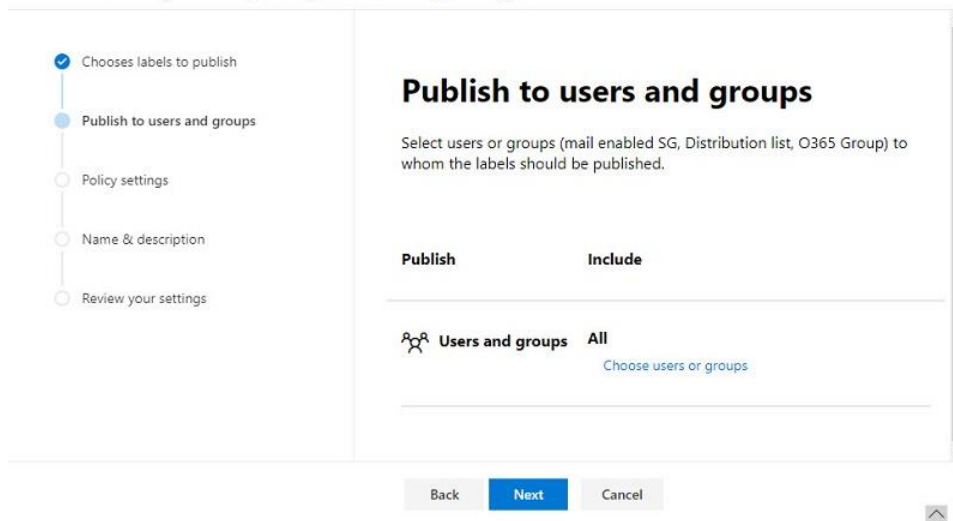 Chooses labels to publish
Publish to users and groups
Policy settings
Name & description
Review your settings
Publish to users and groups
Select users or groups (mail enabled SG, Distribution list, O365 Group) to
whom the labels should be published.
Publish Include
Users and groups All
Choose users or groups
Back Next Cancel